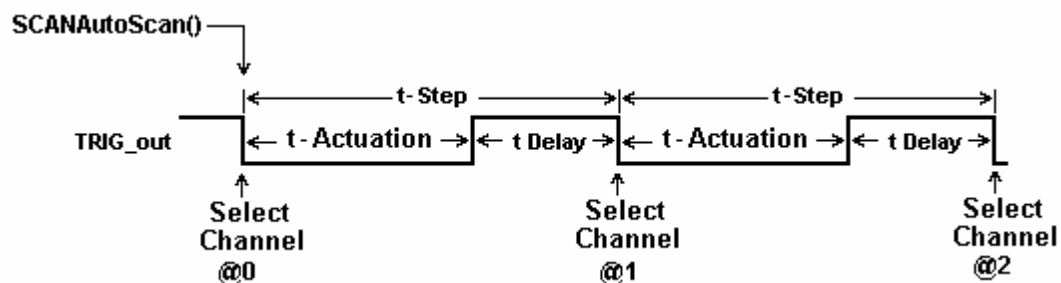 SCANAutoScan()
t-Step t-Step
TRIG_out t-Actuation t Delay t-Actuation t Delay
Select Channel @0
Select Channel @1
Select Channel @2